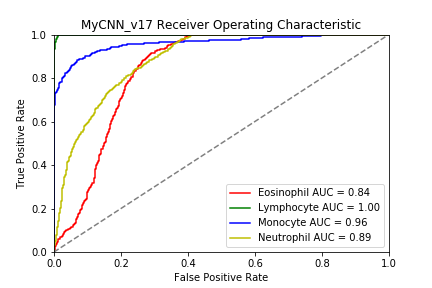 MyCNN_v17 Receiver Operating Characteristic
True Positive Rate
1.0
0.8
0.6
0.4
0.2
0.0
Eosinophil AUC = 0.84
Lymphocyte AUC = 1.00
Monocyte AUC = 0.96
Neutrophil AUC = 0.89
0.0 0.2 0.4 0.6 0.8 1.0
False Positive Rate